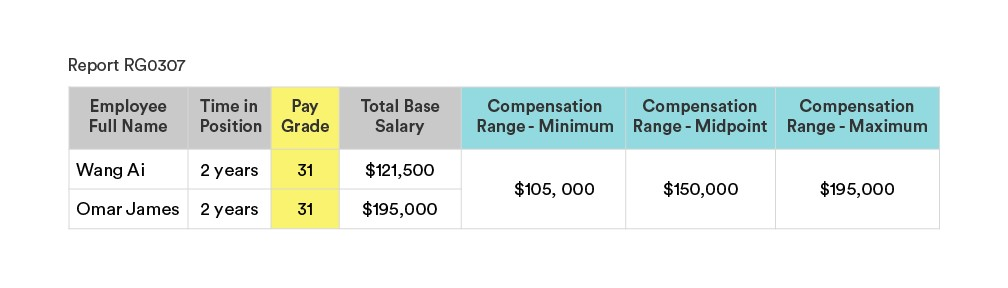 Report RG0307
Employee Full Name Time in Position Pay Grade Total Base Salary Compensation Range - Minimum Compensation Range - Midpoint Compensation Range - Maximum
Wang Ai 2 years 31 $121,500
$105, 000 $150,000 $195,000
Omar James 2 years 31 $195,000